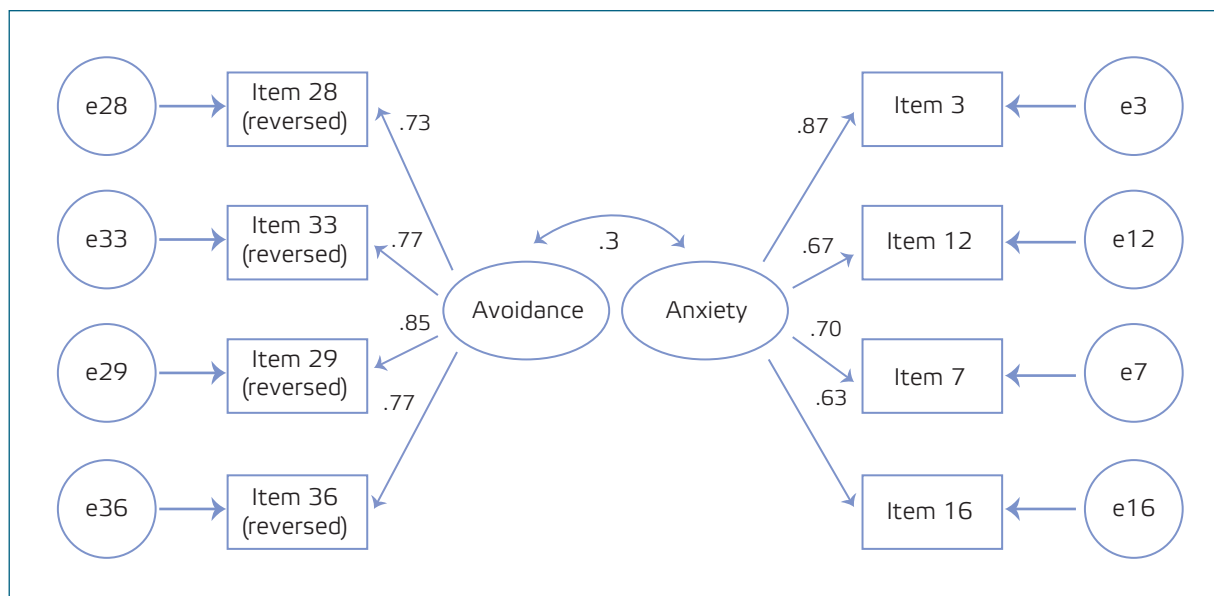 e28
Item 28
(reversed)
.73
.87
Item 3
e3
e33
Item 33
(reversed)
.77
.3
.67
Item 12
e12
Avoidance
Anxiety
e29
Item 29
(reversed)
.85
.70
Item 7
e7
.77
.63
e36
Item 36
(reversed)
Item 16
e16